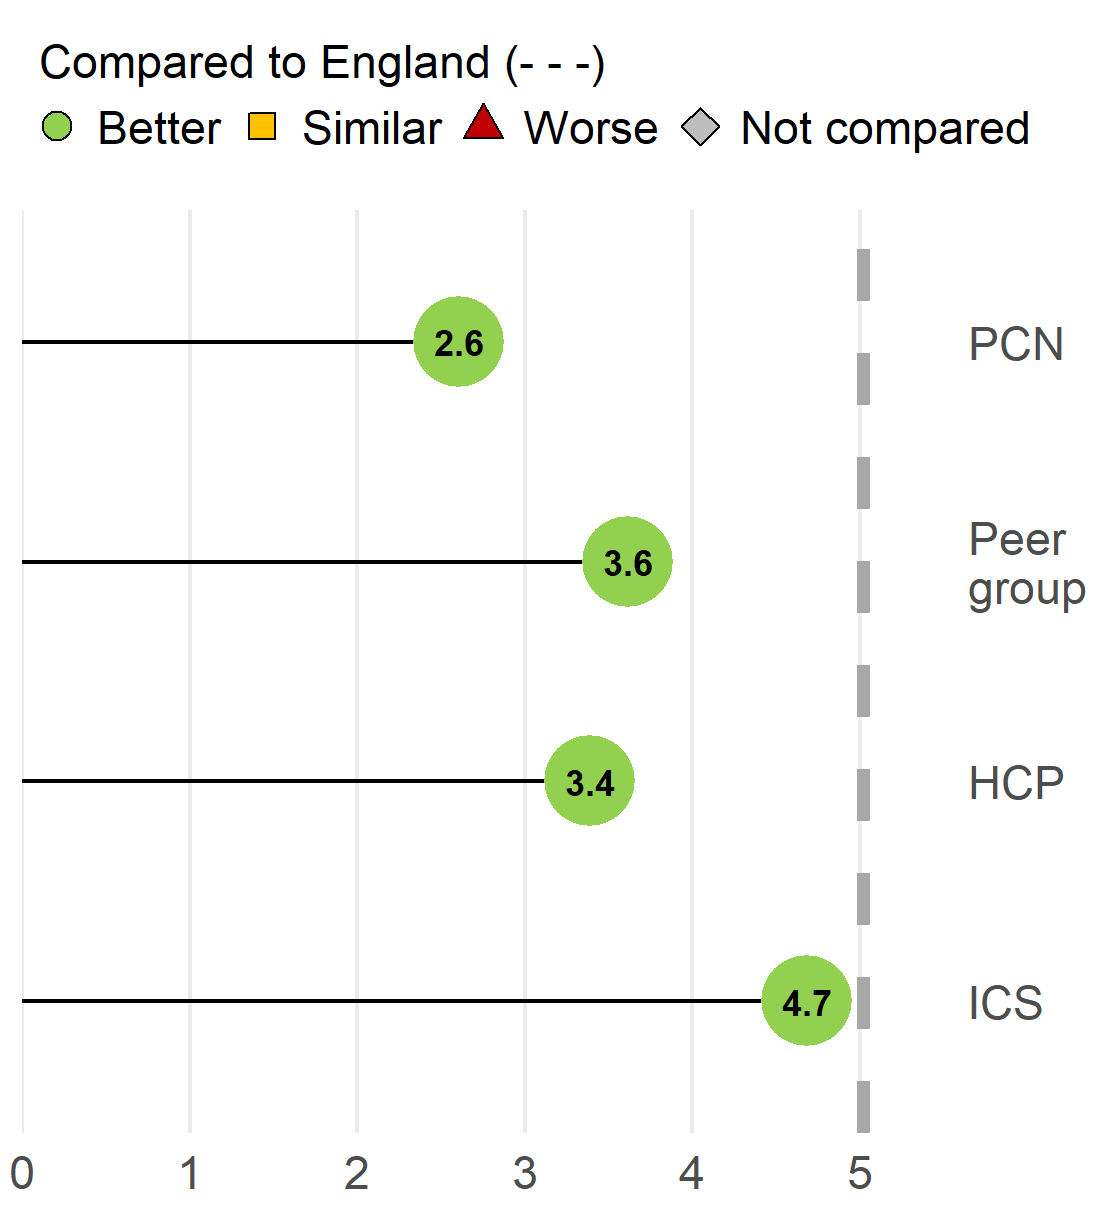 Compared to England (- - -)
Better Similar Worse Not compared
2.6 PCN
3.6 Peer
group
3.4 HCP
4.7 ICS
0 1 2 3 4 5